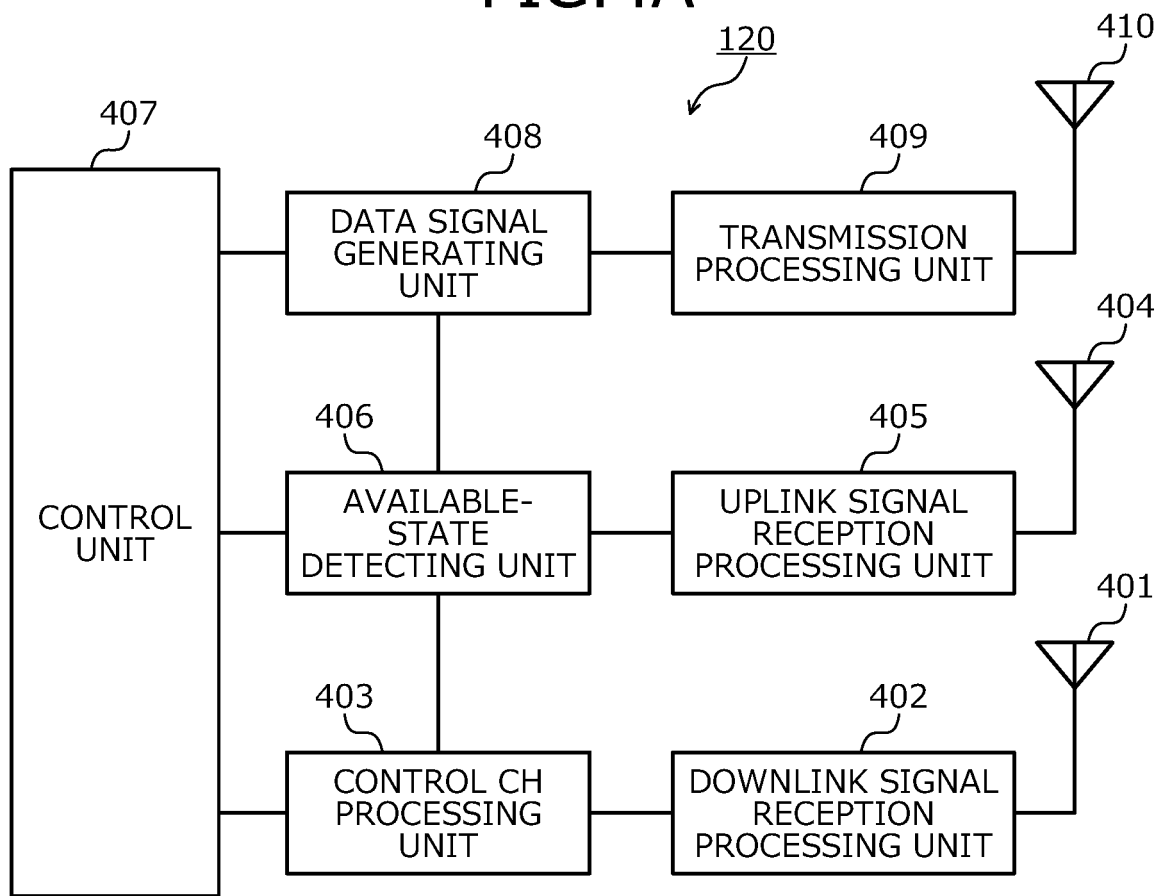 120
410
407
408
409
DATA SIGNAL
GENERATING
UNIT
TRANSMISSION
PROCESSING UNIT
404
406
405
CONTROL
UNIT
AVAILABLE-
STATE
DETECTING UNIT
UPLINK SIGNAL
RECEPTION
PROCESSING UNIT
401
403
402
CONTROL CH
PROCESSING
UNIT
DOWNLINK SIGNAL
RECEPTION
PROCESSING UNIT